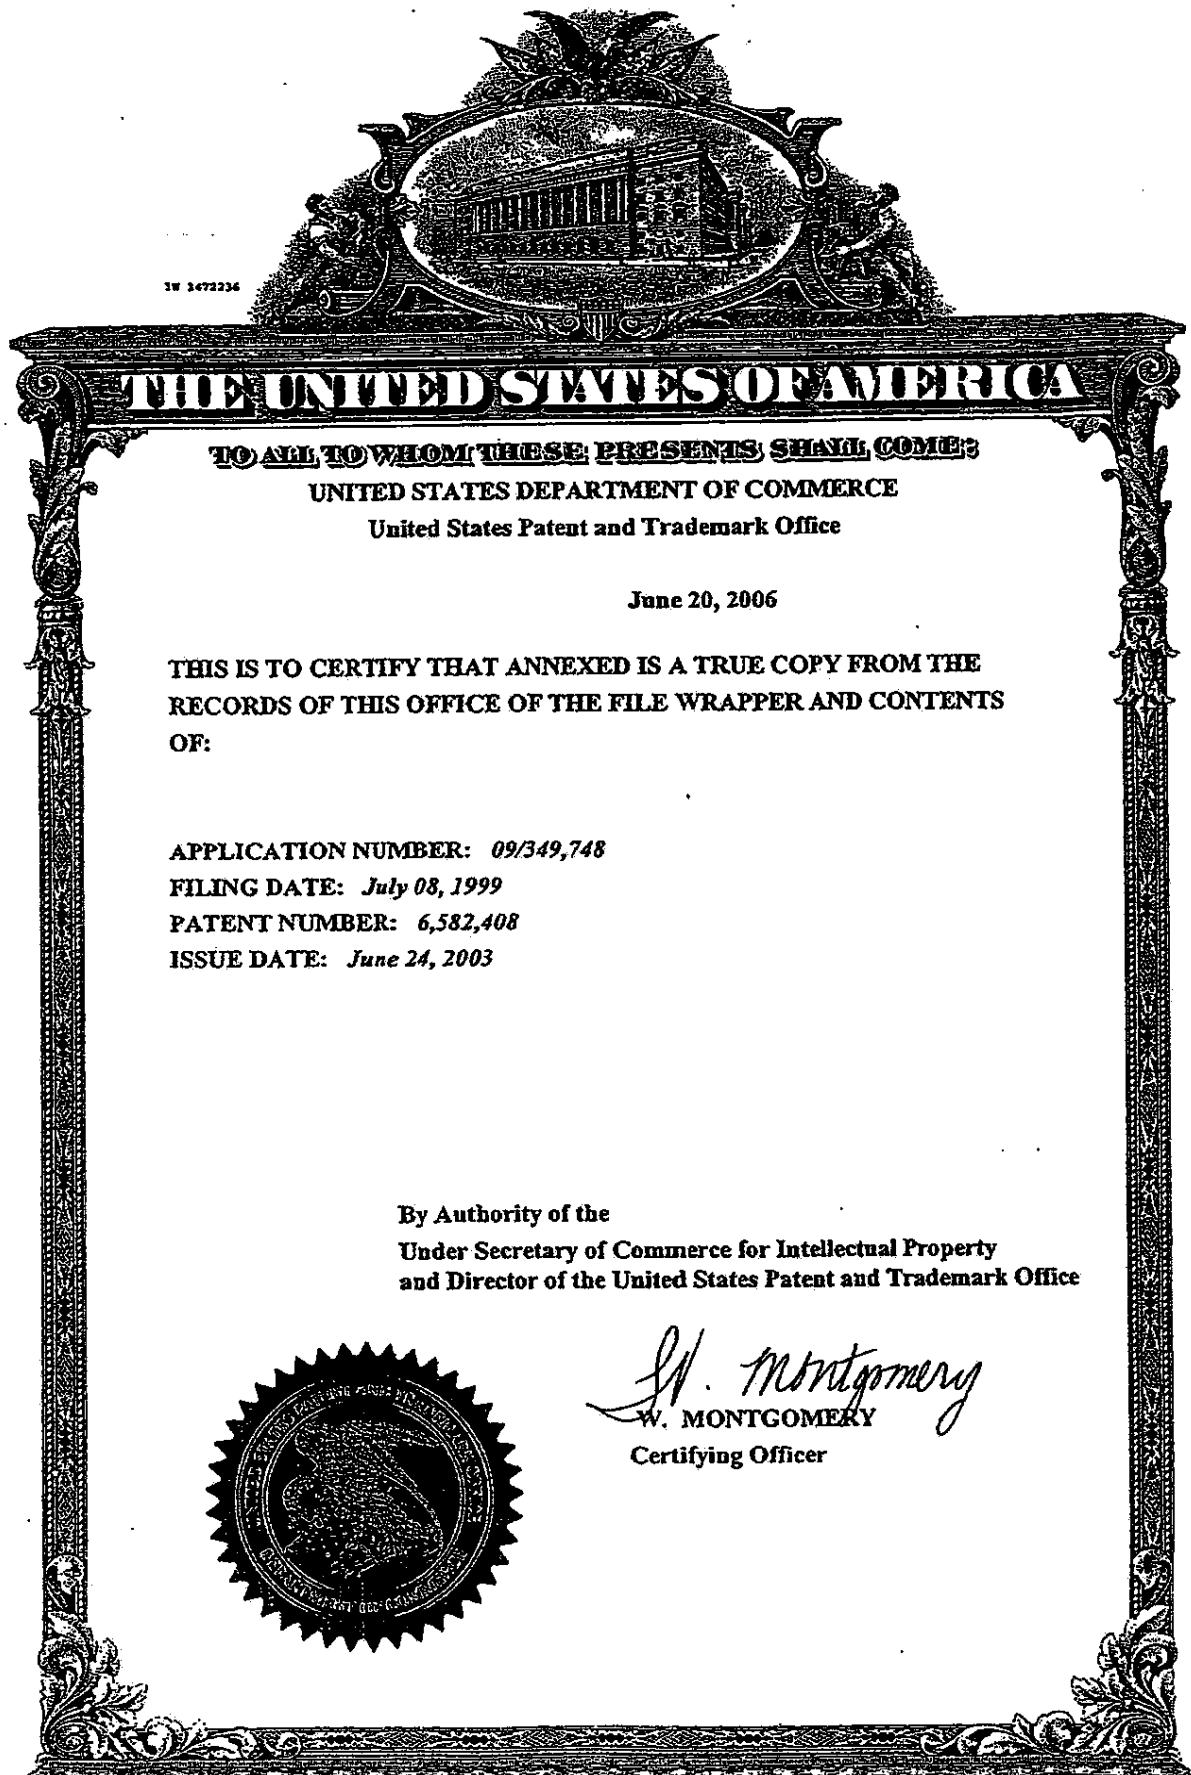 THE UNITED STATES OF AMERICA
TO ALL TO WHOM THESE PRESENTS SHALL COME:
UNITED STATES DEPARTMENT OF COMMERCE
United States Patent and Trademark Office
June 20, 2006
THIS IS TO CERTIFY THAT ANNEXED IS A TRUE COPY FROM THE
RECORDS OF THIS OFFICE OF THE FILE WRAPPER AND CONTENTS
OF:
APPLICATION NUMBER: 09/349,748
FILING DATE: July 08, 1999
PATENT NUMBER: 6,582,408
ISSUE DATE: June 24, 2003
By Authority of the
Under Secretary of Commerce for Intellectual Property
and Director of the United States Patent and Trademark Office
W. Montgomery
W. MONTGOMERY
Certifying Officer